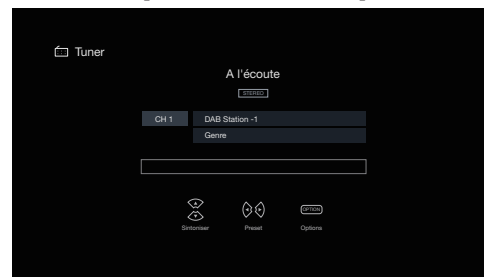 Tuner
A l'écoute
STEREO
CH 1 DAB Station -1
Genre
OPTION
Sintoniser Preset Options